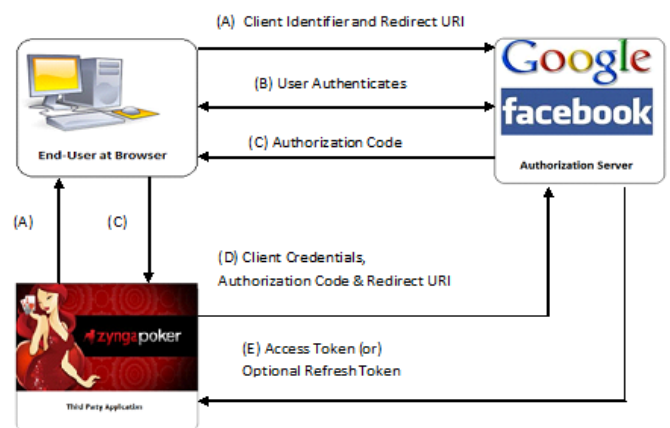 (A) Client Identifier and Redirect URI
Google
(B) User Authenticates
facebook
(C) Authorization Code
End-User at Browser
Authorization Server
(A)
(C)
(D) Client Credentials,
Authorization Code & Redirect URI
zyngapoker
(E) Access Token (or)
Optional Refresh Token
Third Party Application